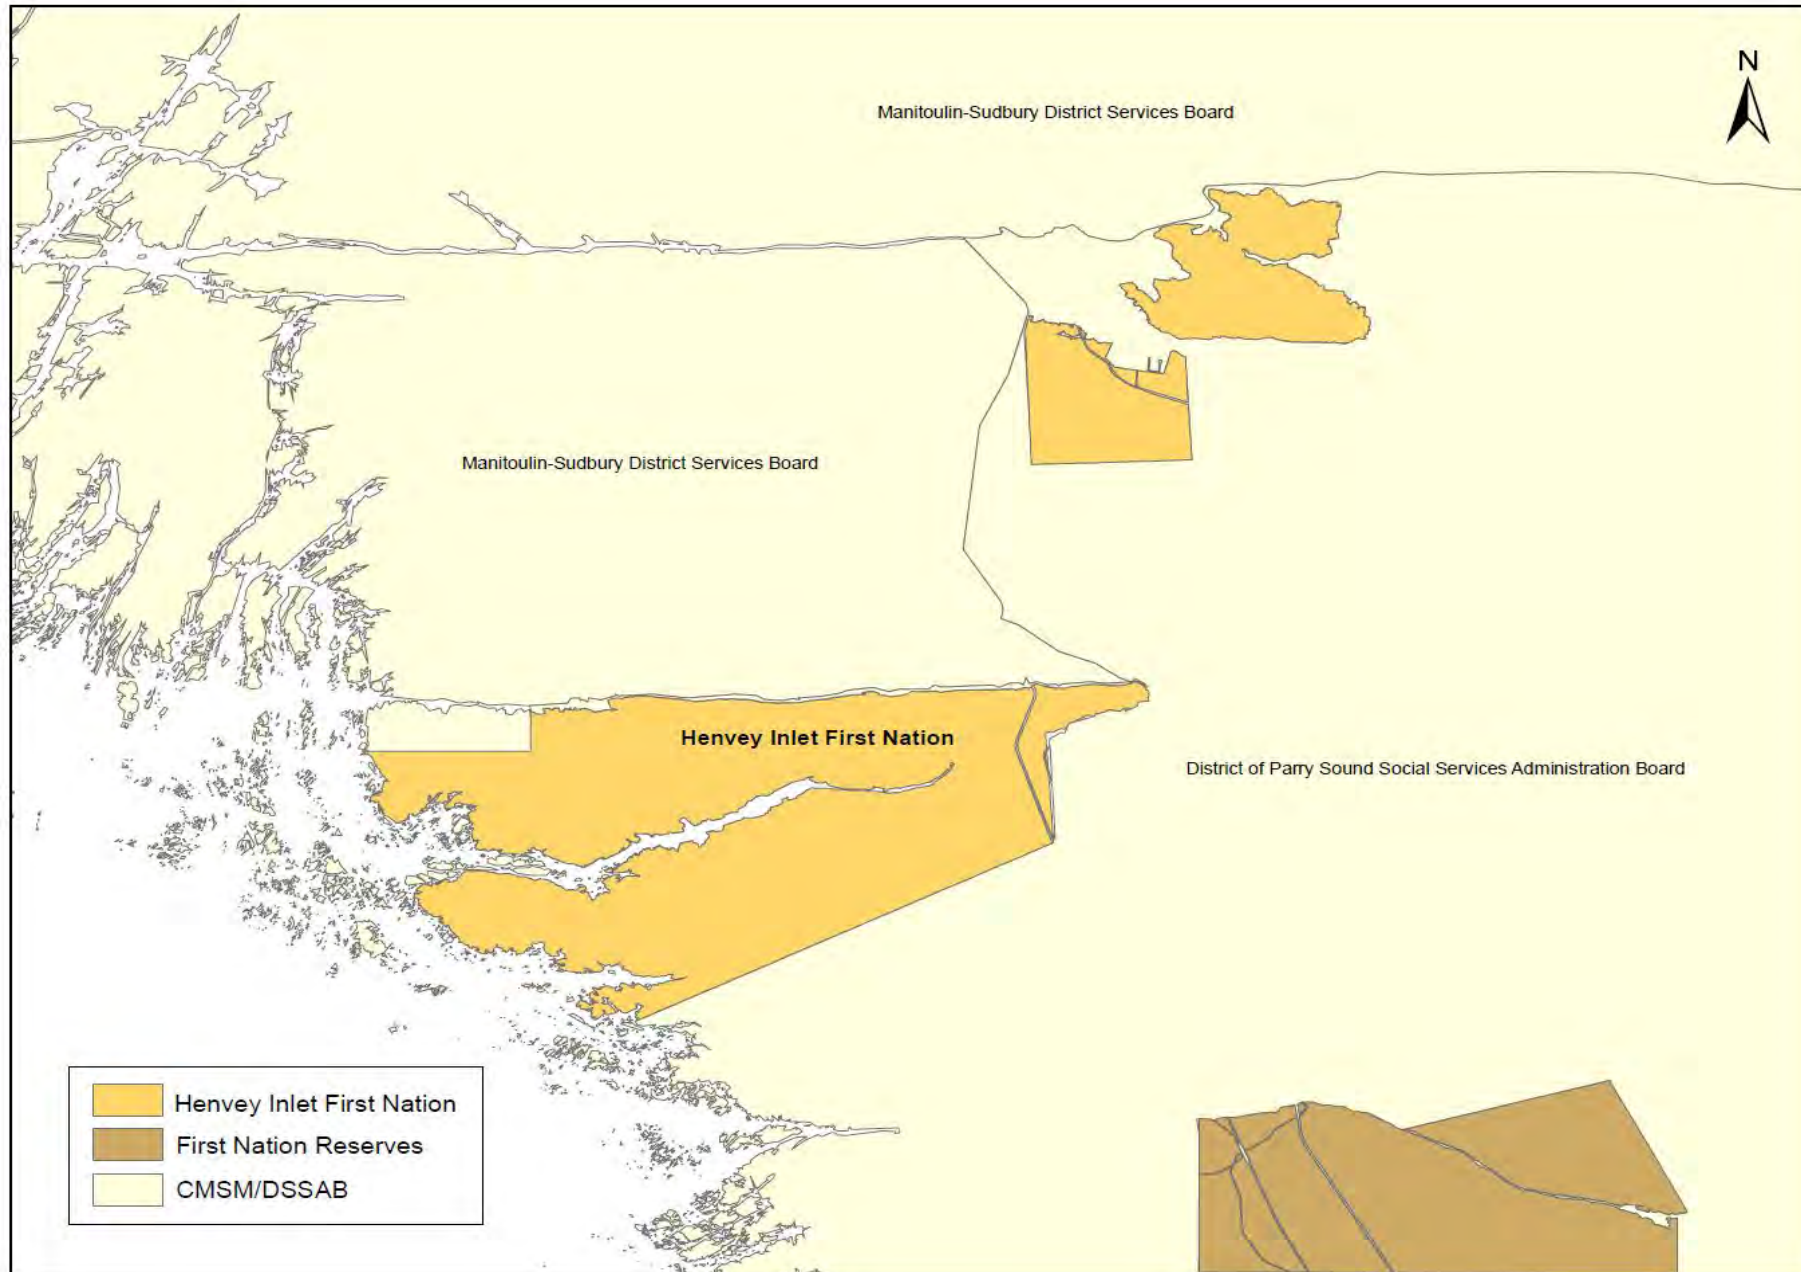 N
Manitoulin-Sudbury District Services Board
Manitoulin-Sudbury District Services Board
Henvey Inlet First Nation
District of Parry Sound Social Services Administration Board
Henvey Inlet First Nation
First Nation Reserves
CMSM/DSSAB